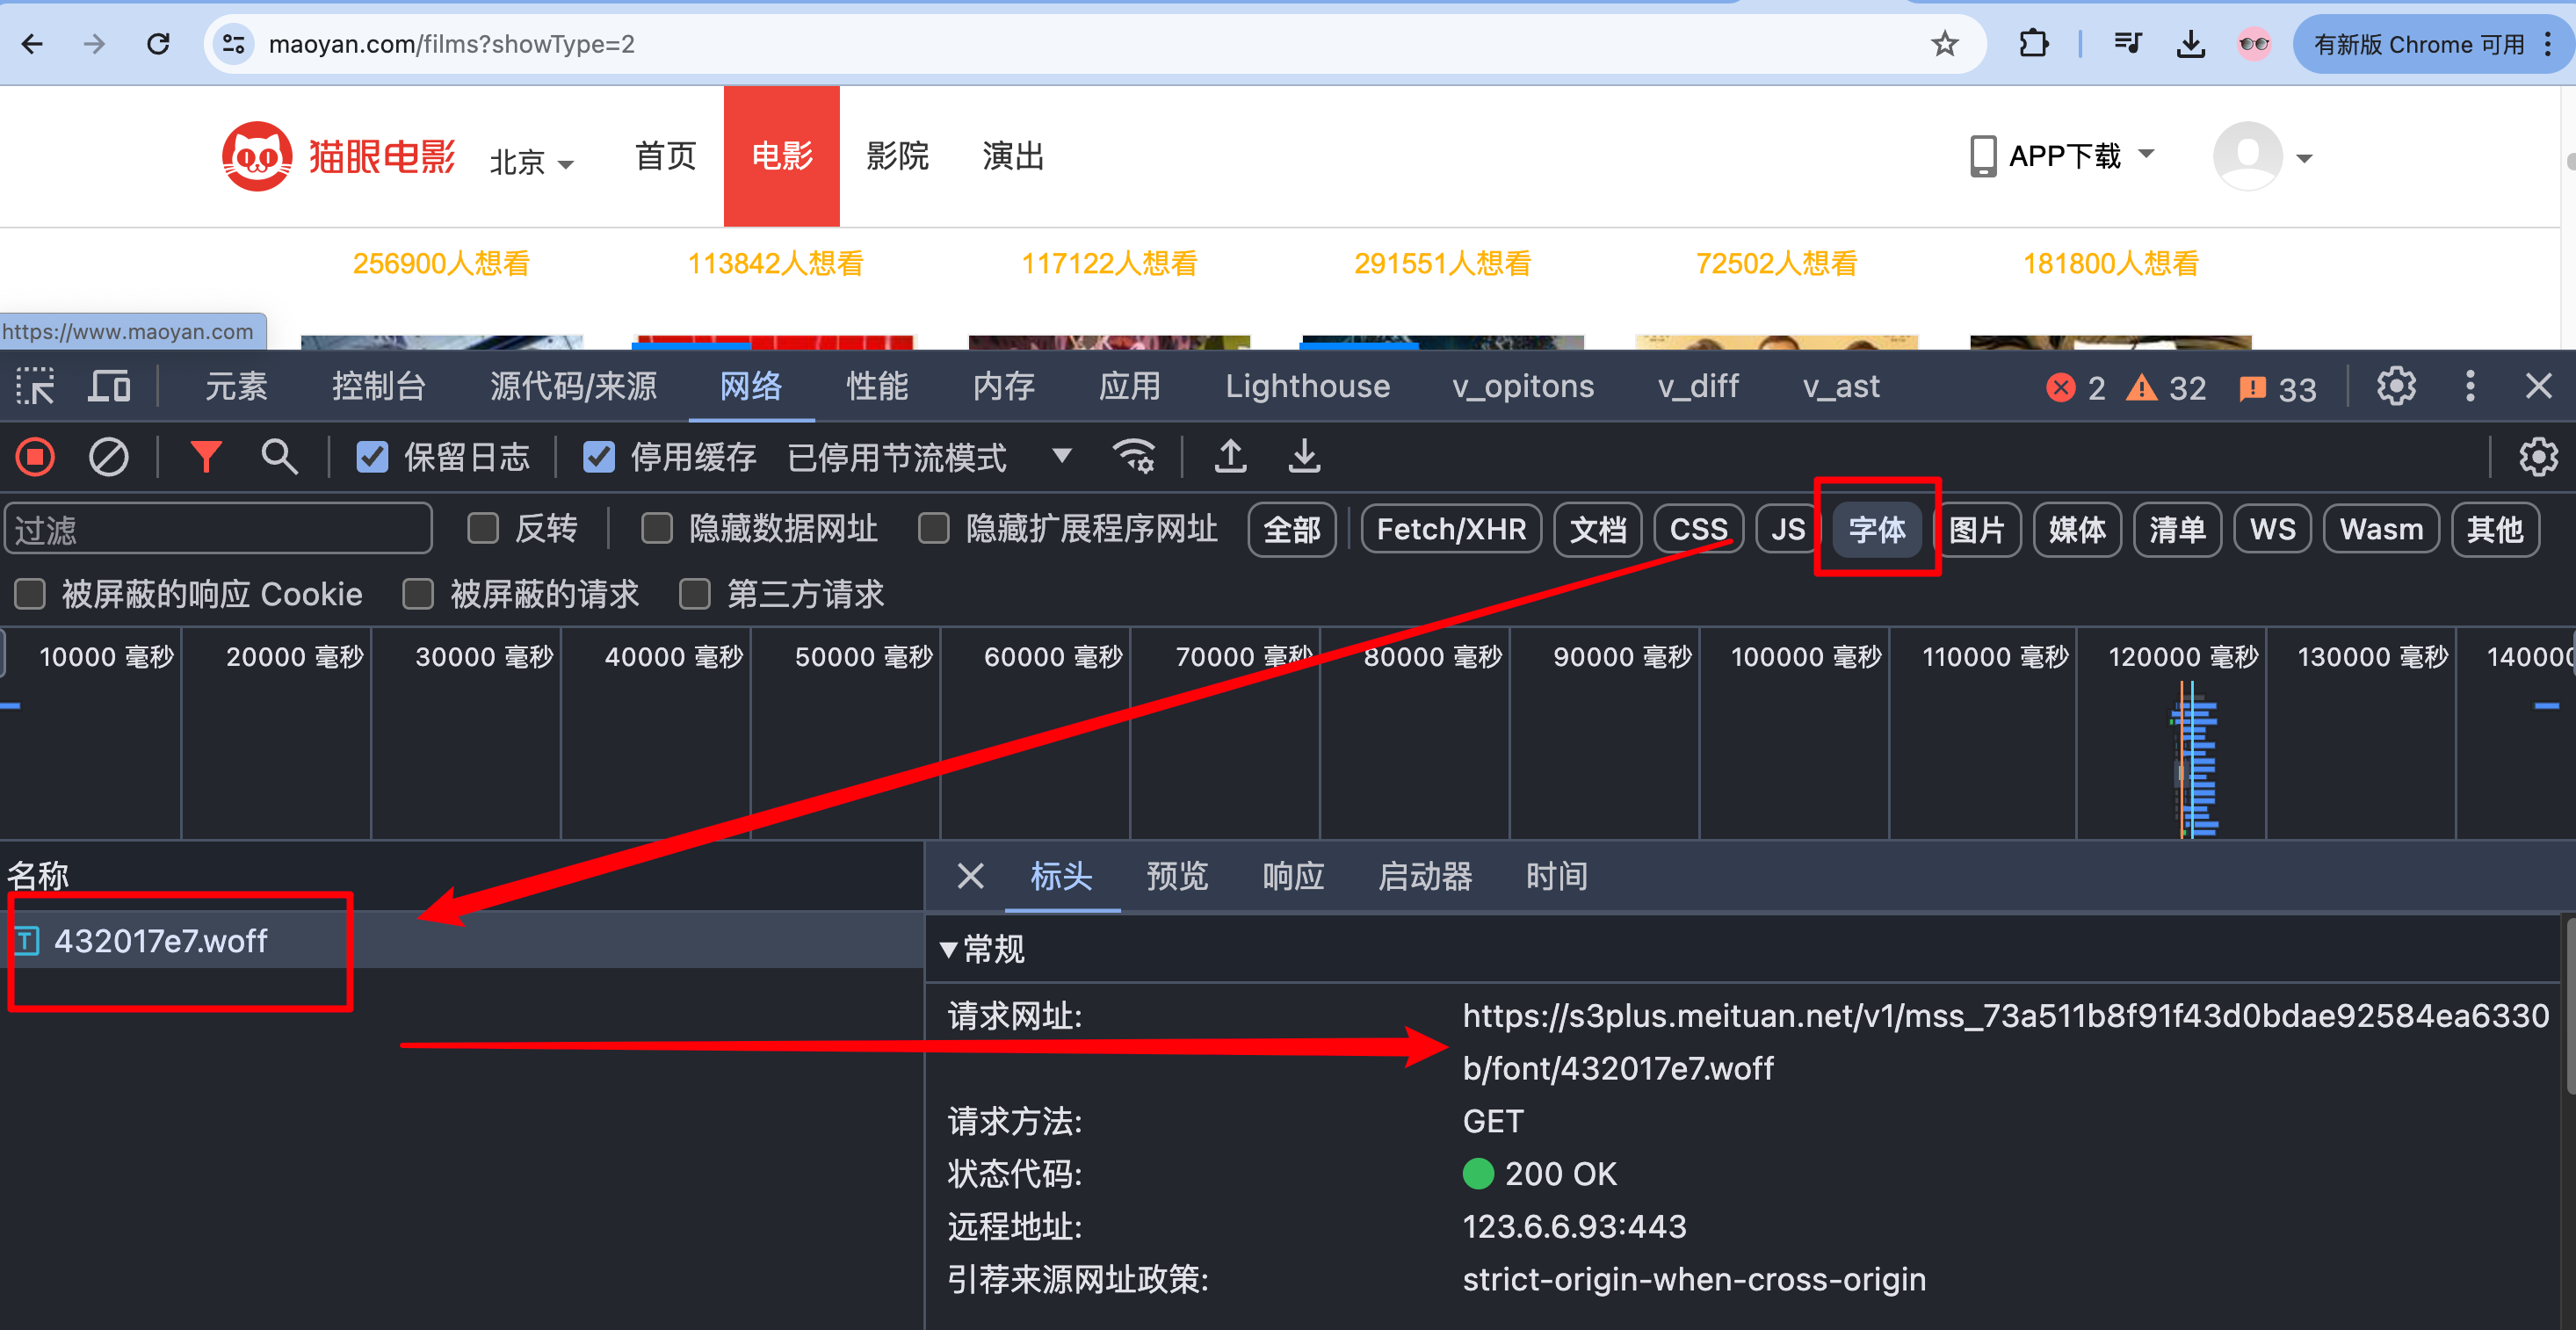 maoyan.com/films?showType=2
有新版 Chrome 可用
猫眼电影
北京
首页
电影
影院
演出
APP下载
256900人想看
113842人想看
117122人想看
291551人想看
72502人想看
181800人想看
https://www.maoyan.com
元素
控制台
源代码/来源
网络
性能
内存
应用
Lighthouse
v_opitons
v_diff
v_ast
2
32
33
保留日志
停用缓存
已停用节流模式
过滤
反转
隐藏数据网址
隐藏扩展程序网址
全部
Fetch/XHR
文档
CSS
JS
字体
图片
媒体
清单
WS
Wasm
其他
被屏蔽的响应 Cookie
被屏蔽的请求
第三方请求
10000 毫秒
20000 毫秒
30000 毫秒
40000 毫秒
50000 毫秒
60000 毫秒
70000 毫秒
80000 毫秒
90000 毫秒
100000 毫秒
110000 毫秒
120000 毫秒
130000 毫秒
140000
名称
432017e7.woff
标头
预览
响应
启动器
时间
常规
请求网址:
https://s3plus.meituan.net/v1/mss_73a511b8f91f43d0bdae92584ea6330
b/font/432017e7.woff
请求方法:
GET
状态代码:
200 OK
远程地址:
123.6.6.93:443
引荐来源网址政策:
strict-origin-when-cross-origin